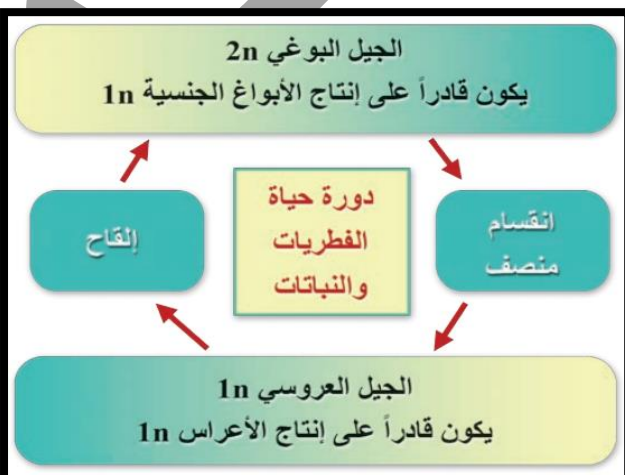 الجيل البوغي 2n
يكون قادراً على إنتاج الأبواغ الجنسية 1n
دورة حياة
الفطريات
والنباتات
انقسام
منصف
إلقاح
الجيل العروسي 1n
يكون قادراً على إنتاج الأعراس 1n